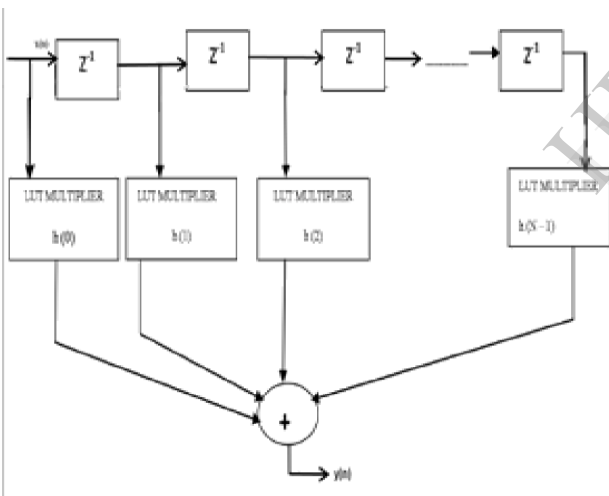 x(n)
Z-1
Z-1
Z-1
Z-1
LUT MULTIPLIER
h(0)
LUT MULTIPLIER
h(1)
LUT MULTIPLIER
h(2)
LUT MULTIPLIER
h(N-1)
+
y(n)